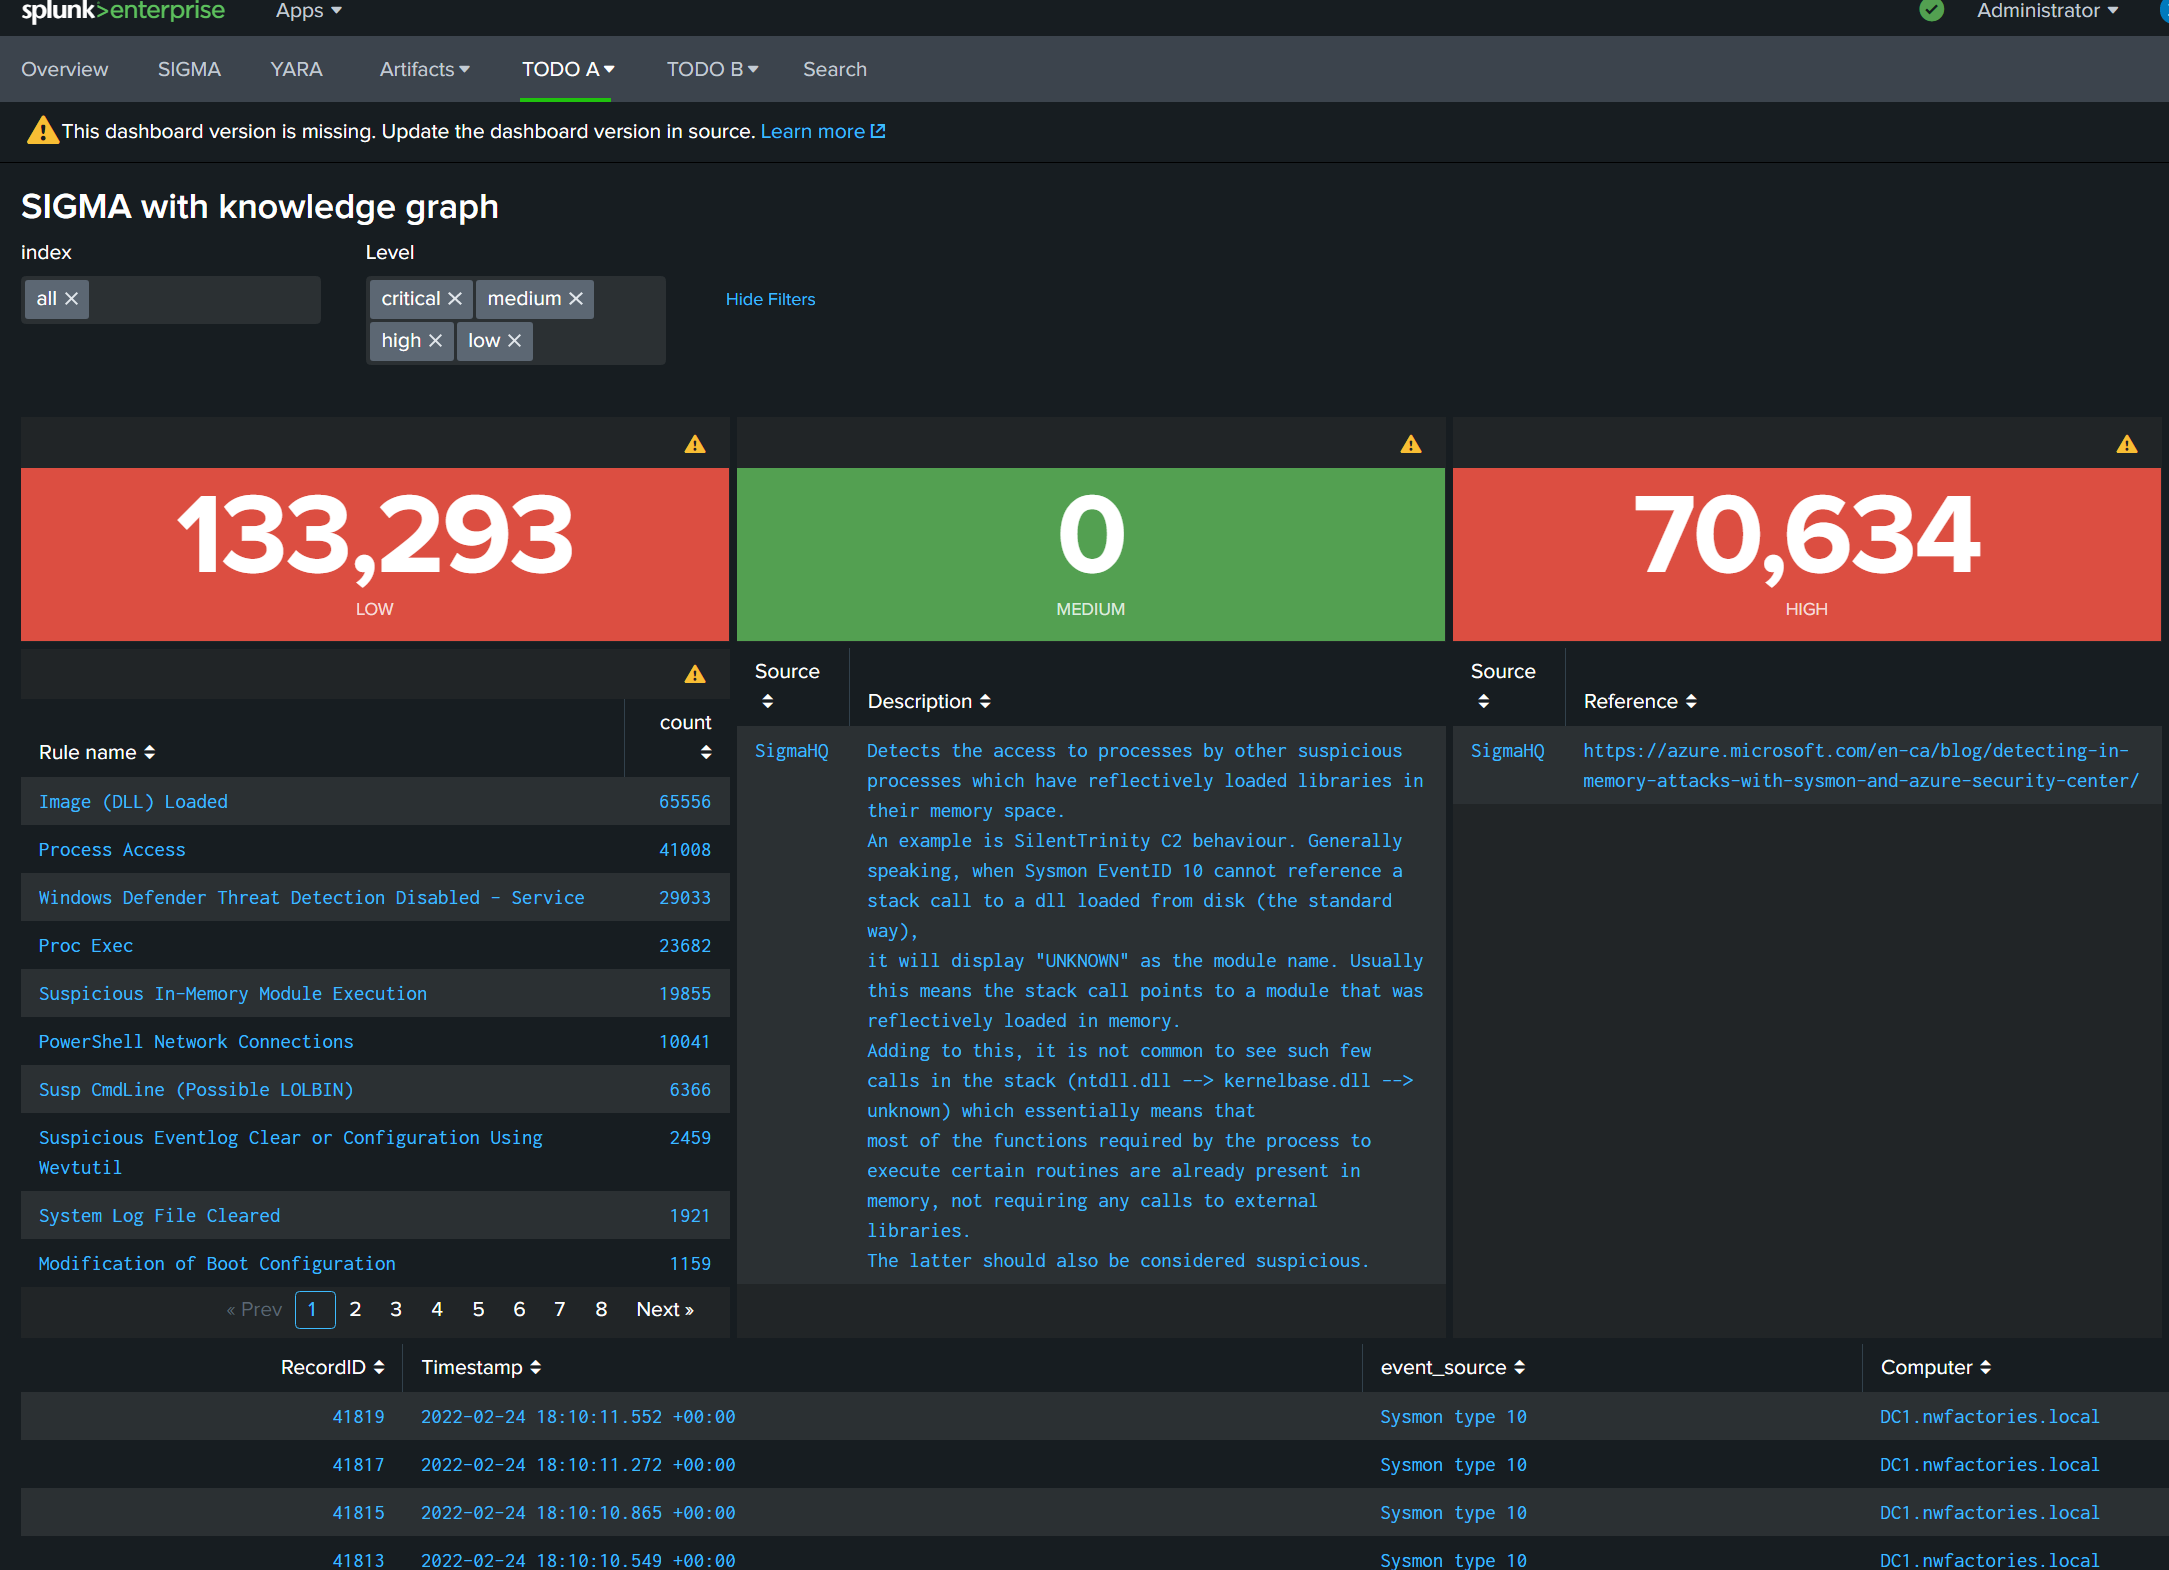 splunk>enterprise Apps Administrator
Overview SIGMA YARA Artifacts TODO A TODO B Search
This dashboard version is missing. Update the dashboard version in source. Learn more
SIGMA with knowledge graph
index Level
all critical medium Hide Filters
high low
133,293 0 70,634
LOW MEDIUM HIGH
Rule name count
Image (DLL) Loaded 65556
Process Access 41008
Windows Defender Threat Detection Disabled - Service 29033
Proc Exec 23682
Suspicious In-Memory Module Execution 19855
PowerShell Network Connections 10041
Susp CmdLine (Possible LOLBIN) 6366
Suspicious Eventlog Clear or Configuration Using 2459
Wevtutil
System Log File Cleared 1921
Modification of Boot Configuration 1159
« Prev 1 2 3 4 5 6 7 8 Next »
Source Description
SigmaHQ Detects the access to processes by other suspicious
processes which have reflectively loaded libraries in
their memory space.
An example is SilentTrinity C2 behaviour. Generally
speaking, when Sysmon EventID 10 cannot reference a
stack call to a dll loaded from disk (the standard
way),
it will display "UNKNOWN" as the module name. Usually
this means the stack call points to a module that was
reflectively loaded in memory.
Adding to this, it is not common to see such few
calls in the stack (ntdll.dll --> kernelbase.dll -->
unknown) which essentially means that
most of the functions required by the process to
execute certain routines are already present in
memory, not requiring any calls to external
libraries.
The latter should also be considered suspicious.
Source Reference
SigmaHQ https://azure.microsoft.com/en-ca/blog/detecting-in-
memory-attacks-with-sysmon-and-azure-security-center/
RecordID Timestamp event_source Computer
41819 2022-02-24 18:10:11.552 +00:00 Sysmon type 10 DC1.nwfactories.local
41817 2022-02-24 18:10:11.272 +00:00 Sysmon type 10 DC1.nwfactories.local
41815 2022-02-24 18:10:10.865 +00:00 Sysmon type 10 DC1.nwfactories.local
41813 2022-02-24 18:10:10.549 +00:00 Sysmon type 10 DC1.nwfactories.local